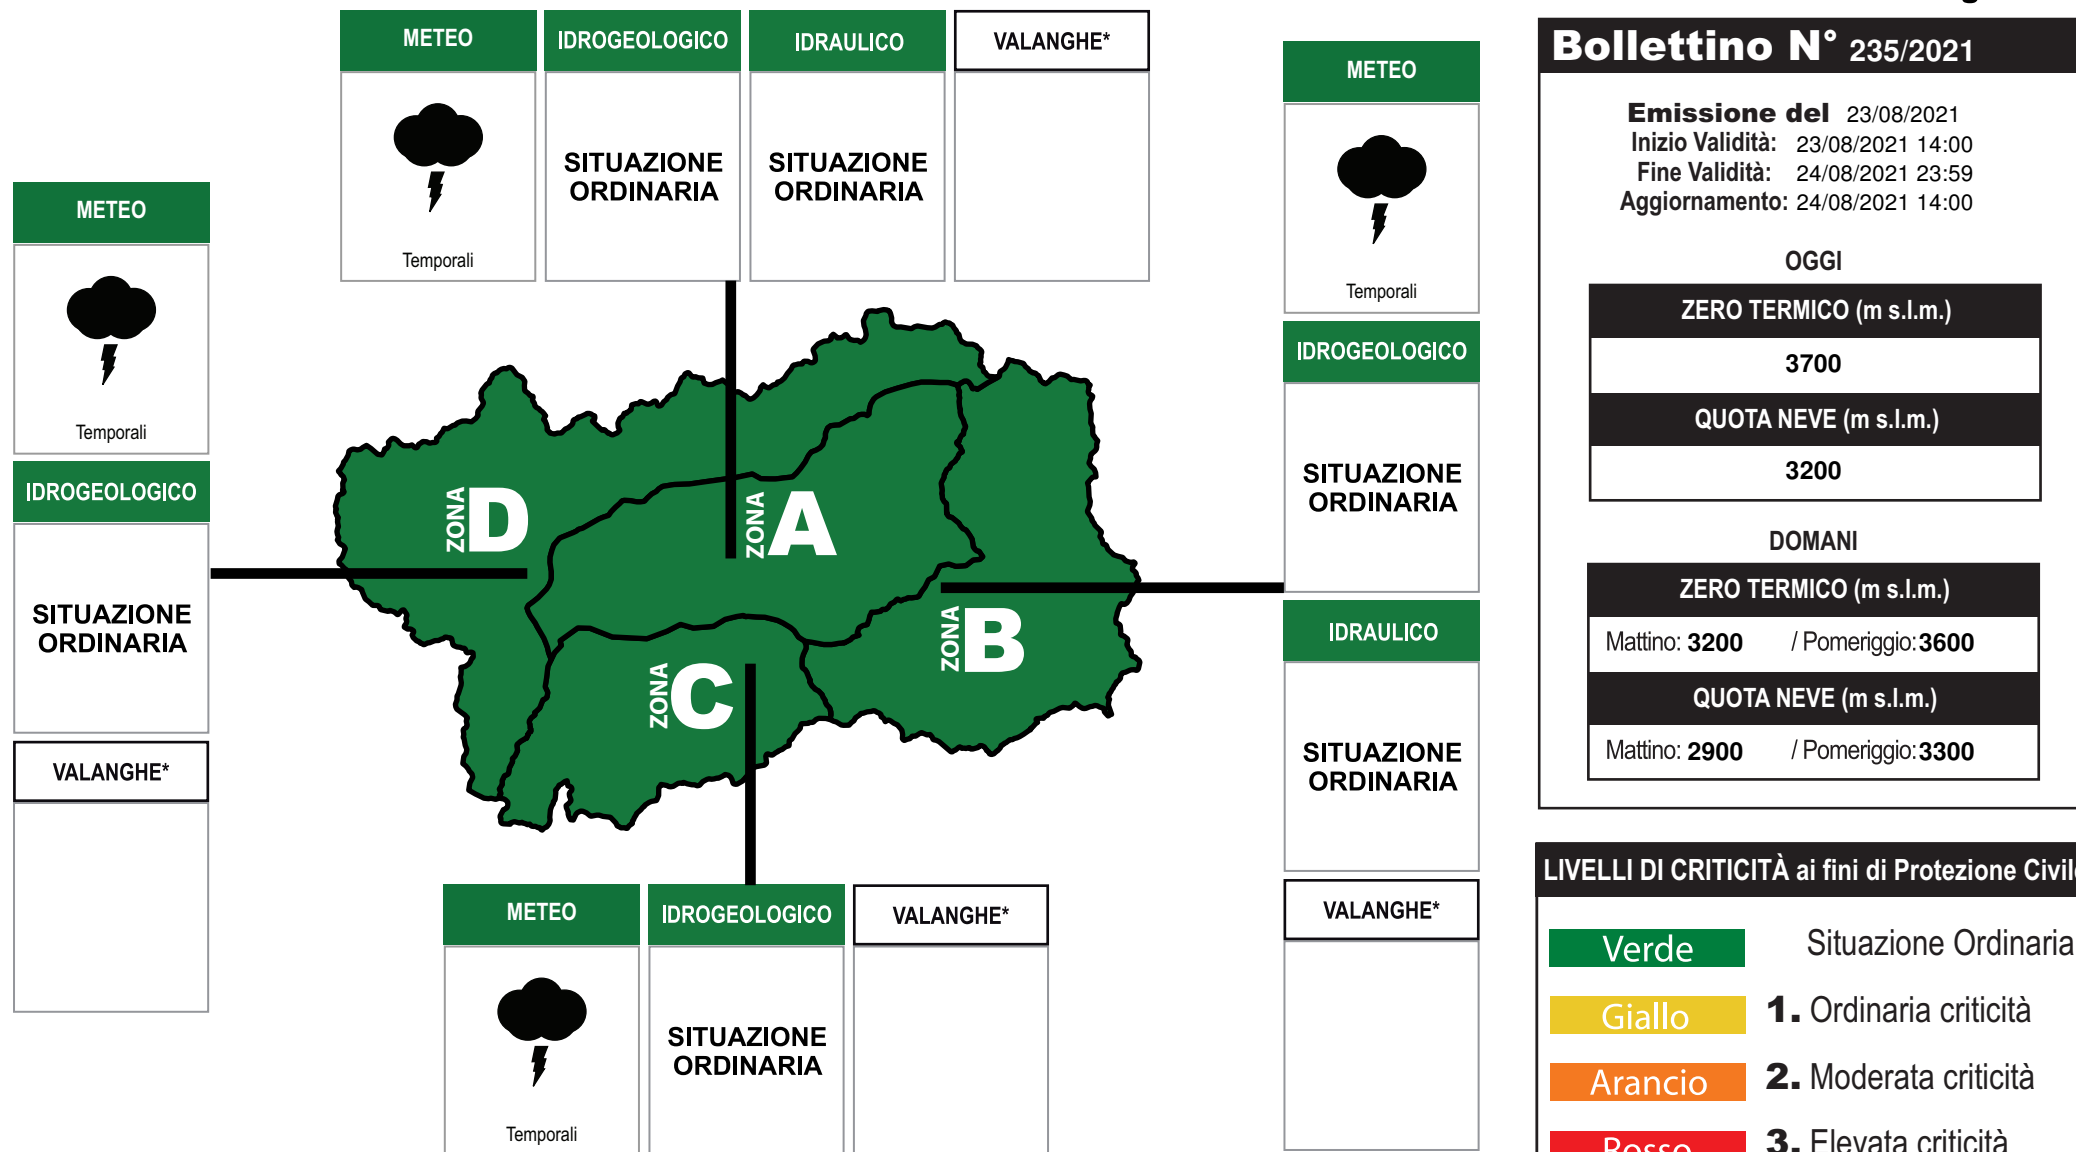 METEO
IDROGEOLOGICO
IDRAULICO
VALANGHE*
Temporali
SITUAZIONE
ORDINARIA
SITUAZIONE
ORDINARIA
METEO
Temporali
IDROGEOLOGICO
SITUAZIONE
ORDINARIA
VALANGHE*
ZONA D
ZONA A
ZONA B
ZONA C
METEO
Temporali
IDROGEOLOGICO
SITUAZIONE
ORDINARIA
IDRAULICO
SITUAZIONE
ORDINARIA
VALANGHE*
METEO
IDROGEOLOGICO
VALANGHE*
Temporali
SITUAZIONE
ORDINARIA
Bollettino N° 235/2021
Emissione del 23/08/2021
Inizio Validità: 23/08/2021 14:00
Fine Validità: 24/08/2021 23:59
Aggiornamento: 24/08/2021 14:00
OGGI
ZERO TERMICO (m s.l.m.)
3700
QUOTA NEVE (m s.l.m.)
3200
DOMANI
ZERO TERMICO (m s.l.m.)
Mattino: 3200 / Pomeriggio: 3600
QUOTA NEVE (m s.l.m.)
Mattino: 2900 / Pomeriggio: 3300
LIVELLI DI CRITICITÀ ai fini di Protezione Civile
Verde Situazione Ordinaria
Giallo 1. Ordinaria criticità
Arancio 2. Moderata criticità
Rosso 3. Elevata criticità